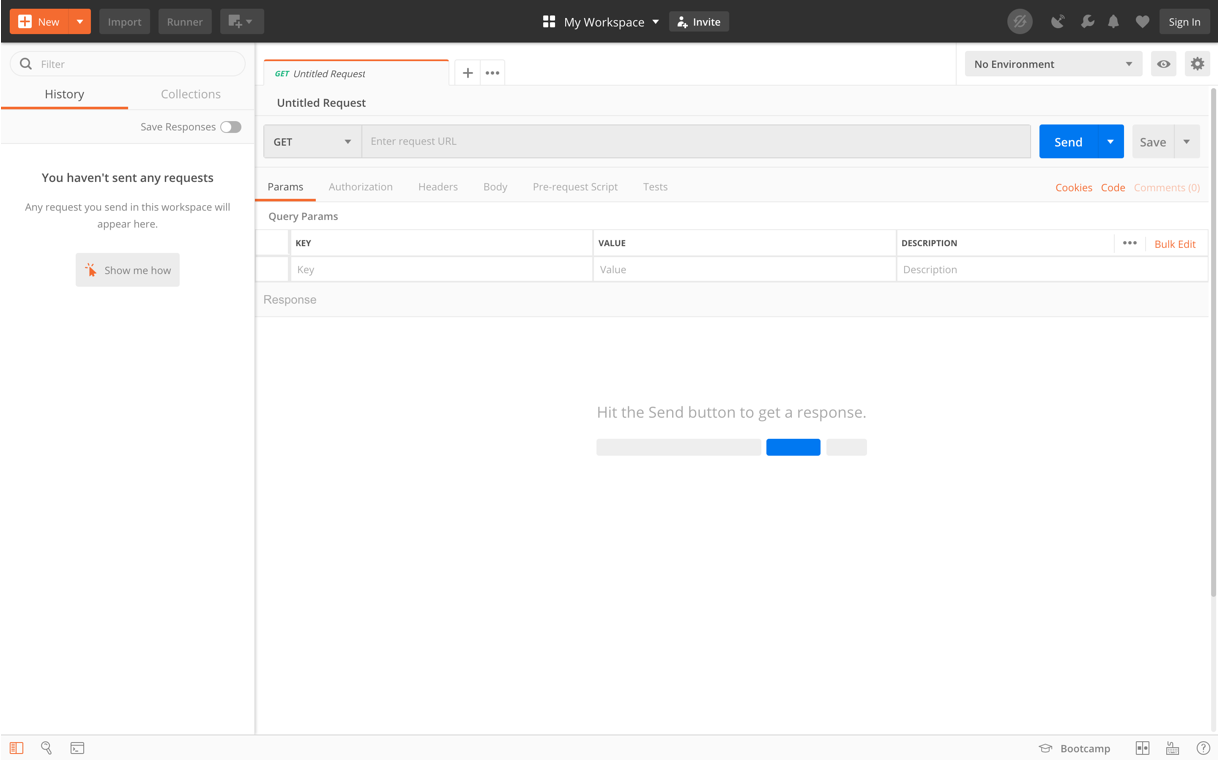 New
Import
Runner
My Workspace
Invite
Sign In
Filter
History
Collections
Save Responses
You haven't sent any requests
Any request you send in this workspace will
appear here.
Show me how
GET Untitled Request
No Environment
Untitled Request
GET
Enter request URL
Send
Save
Params
Authorization
Headers
Body
Pre-request Script
Tests
Cookies
Code
Comments (0)
Query Params
KEY
VALUE
DESCRIPTION
Bulk Edit
Key
Value
Description
Response
Hit the Send button to get a response.
Bootcamp